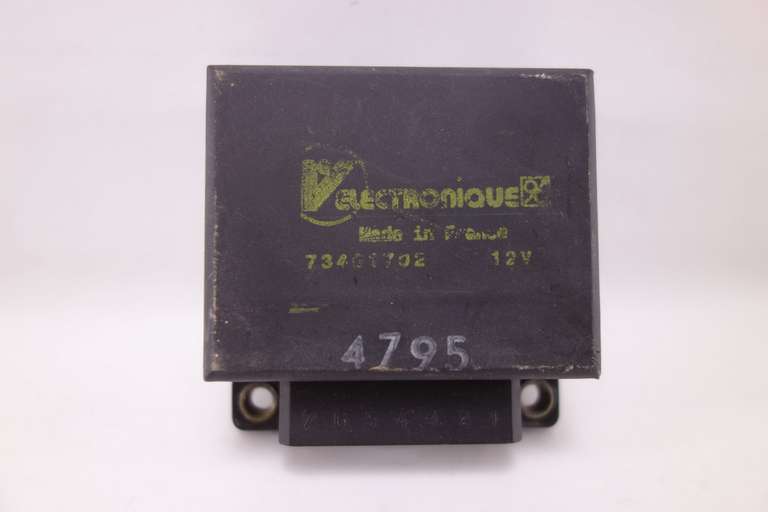 ELECTRONIQUE
Made in France
73401702 12V
4795